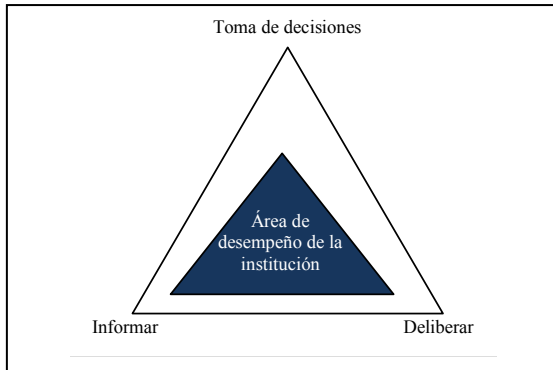 Toma de decisiones
Área de
desempeño de la
institución
Informar
Deliberar